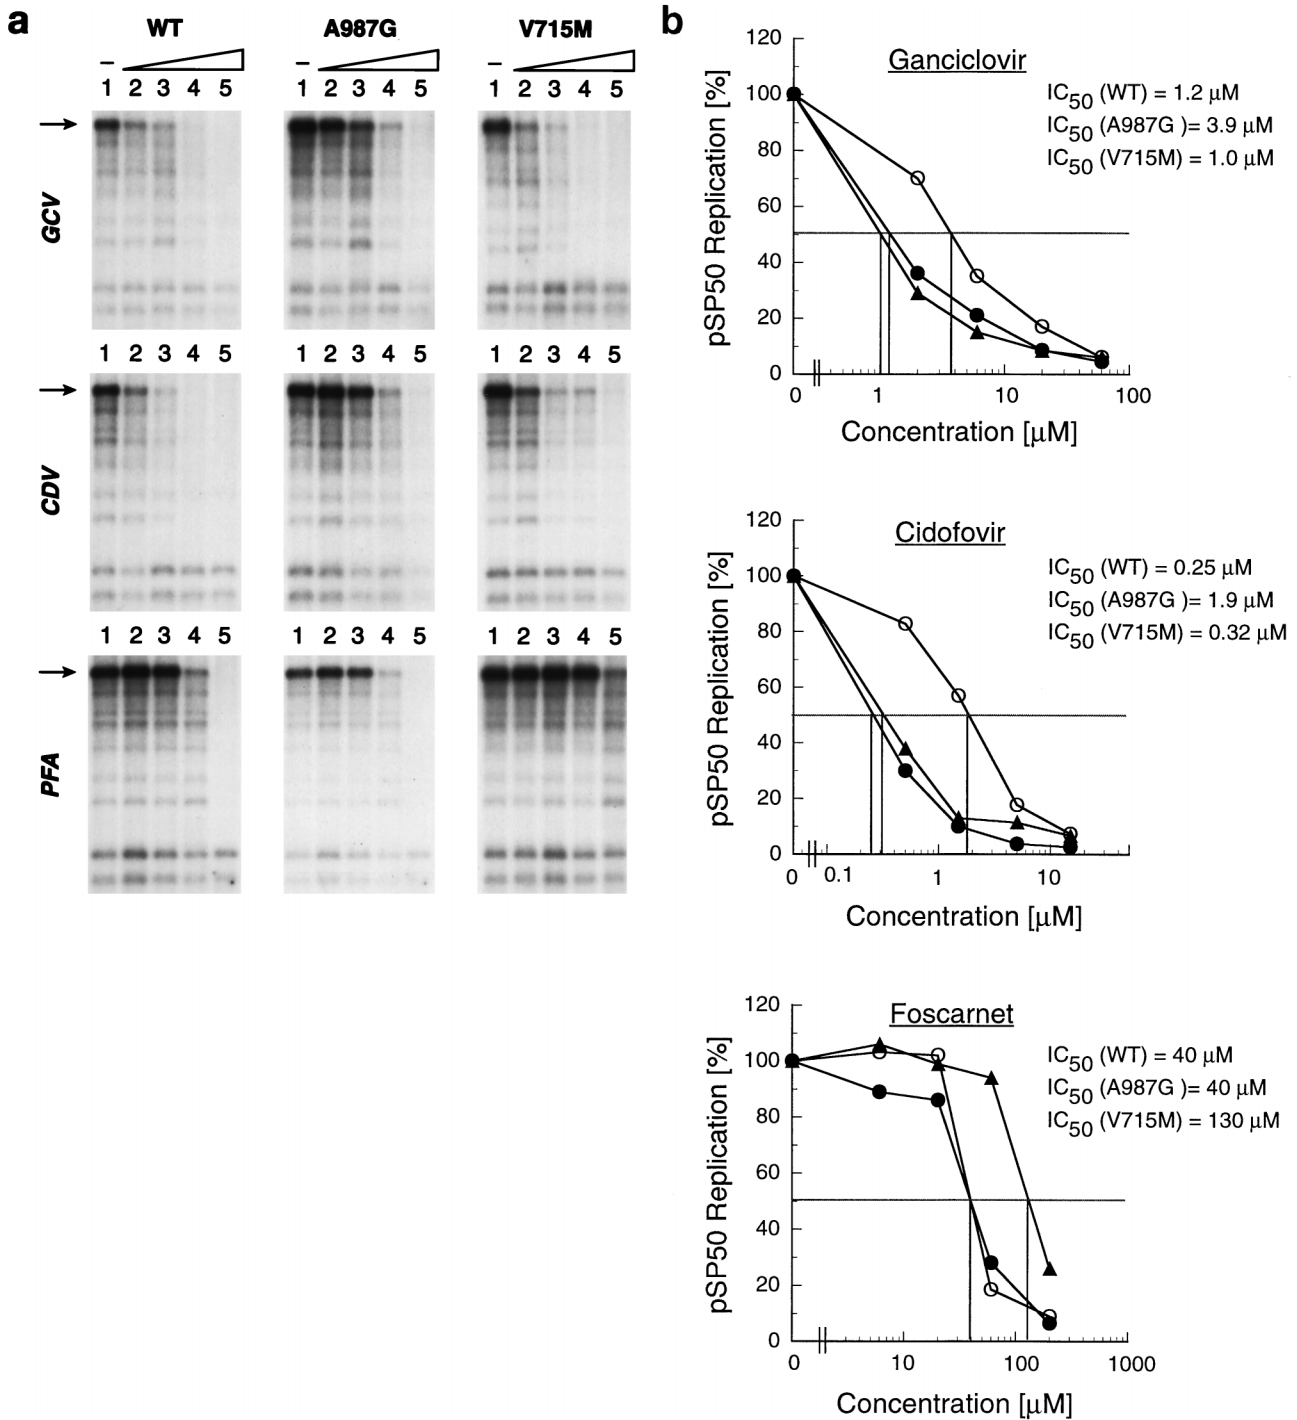 a
WT A987G V715M
– – –
1 2 3 4 5 1 2 3 4 5 1 2 3 4 5
GCV
1 2 3 4 5 1 2 3 4 5 1 2 3 4 5
CDV
1 2 3 4 5 1 2 3 4 5 1 2 3 4 5
PFA
b
Ganciclovir
IC50 (WT) = 1.2 μM
IC50 (A987G )= 3.9 μM
IC50 (V715M) = 1.0 μM
pSP50 Replication [%]
120
100
80
60
40
20
0
0 1 10 100
Concentration [μM]
Cidofovir
IC50 (WT) = 0.25 μM
IC50 (A987G )= 1.9 μM
IC50 (V715M) = 0.32 μM
pSP50 Replication [%]
120
100
80
60
40
20
0
0 0.1 1 10
Concentration [μM]
Foscarnet
IC50 (WT) = 40 μM
IC50 (A987G )= 40 μM
IC50 (V715M) = 130 μM
pSP50 Replication [%]
120
100
80
60
40
20
0
0 10 100 1000
Concentration [μM]